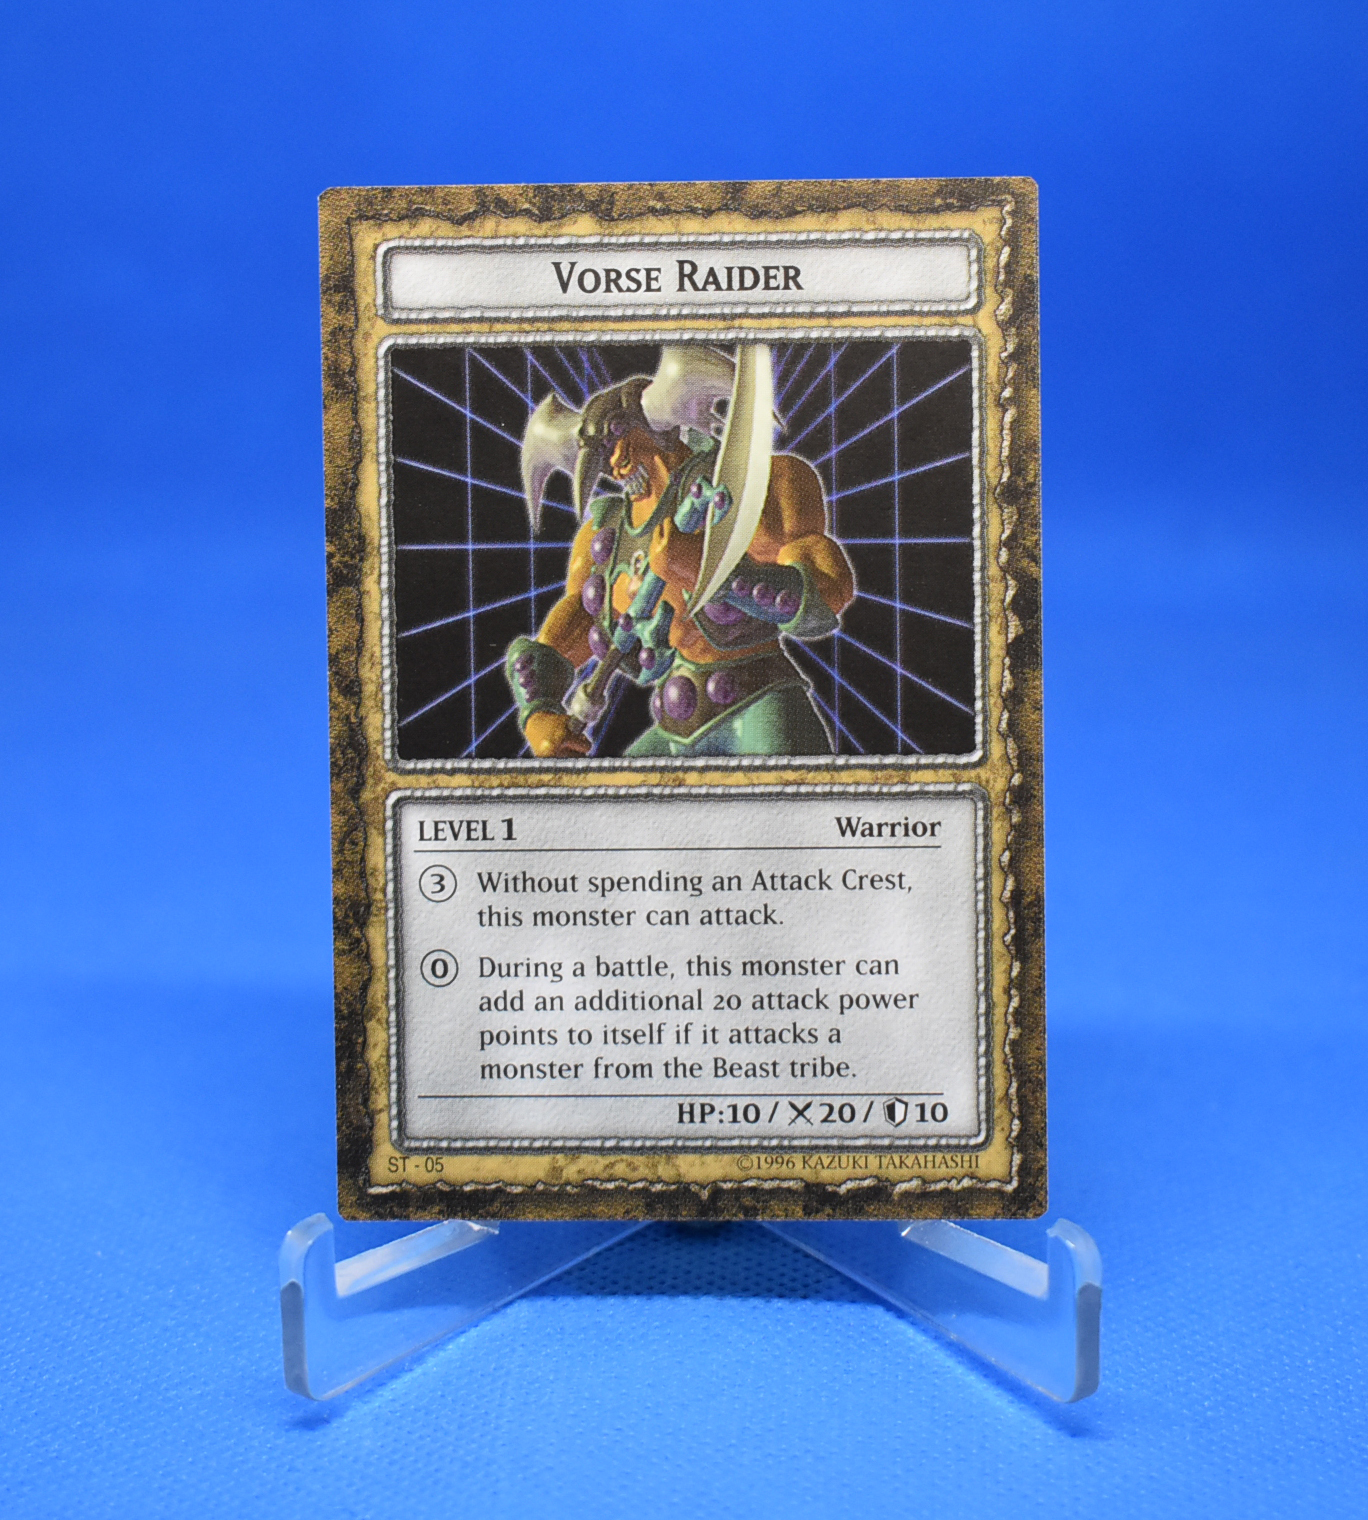 VORSE RAIDER
LEVEL 1 Warrior
3 Without spending an Attack Crest,
this monster can attack.
0 During a battle, this monster can
add an additional 20 attack power
points to itself if it attacks a
monster from the Beast tribe.
HP:10 / 20 / 10
ST - 05 ©1996 KAZUKI TAKAHASHI